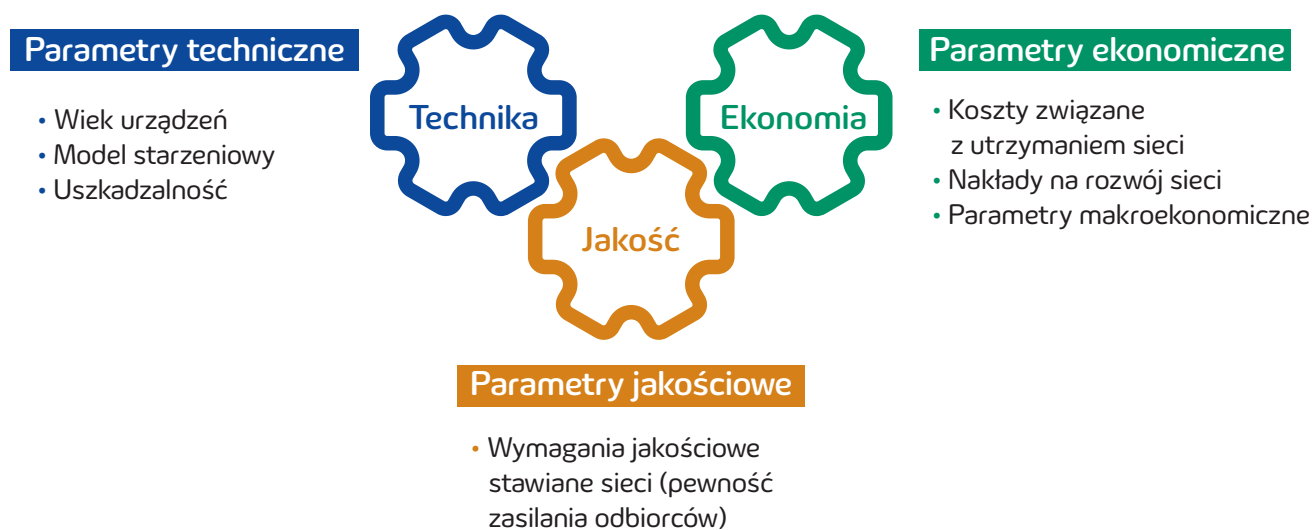 Parametry techniczne
• Wiek urządzeń
• Model starzeniowy
• Uszkadzalność
Technika
Ekonomia
Jakość
Parametry ekonomiczne
• Koszty związane
z utrzymaniem sieci
• Nakłady na rozwój sieci
• Parametry makroekonomiczne
Parametry jakościowe
• Wymagania jakościowe
stawiane sieci (pewność
zasilania odbiorców)